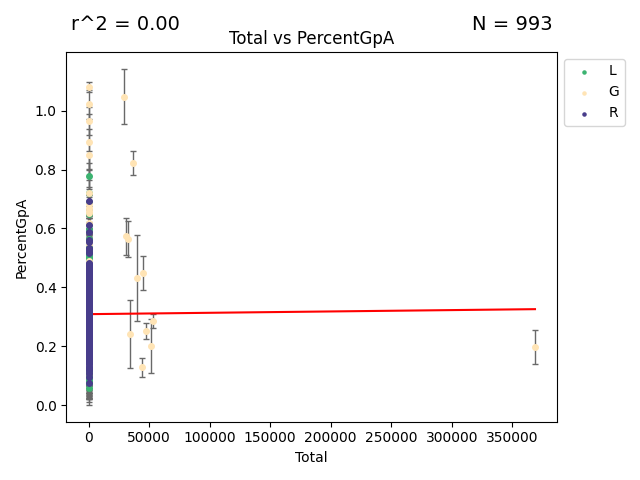 r^2 = 0.00
N = 993
Total vs PercentGpA
L
G
R
PercentGpA
1.0
0.8
0.6
0.4
0.2
0.0
0 50000 100000 150000 200000 250000 300000 350000
Total